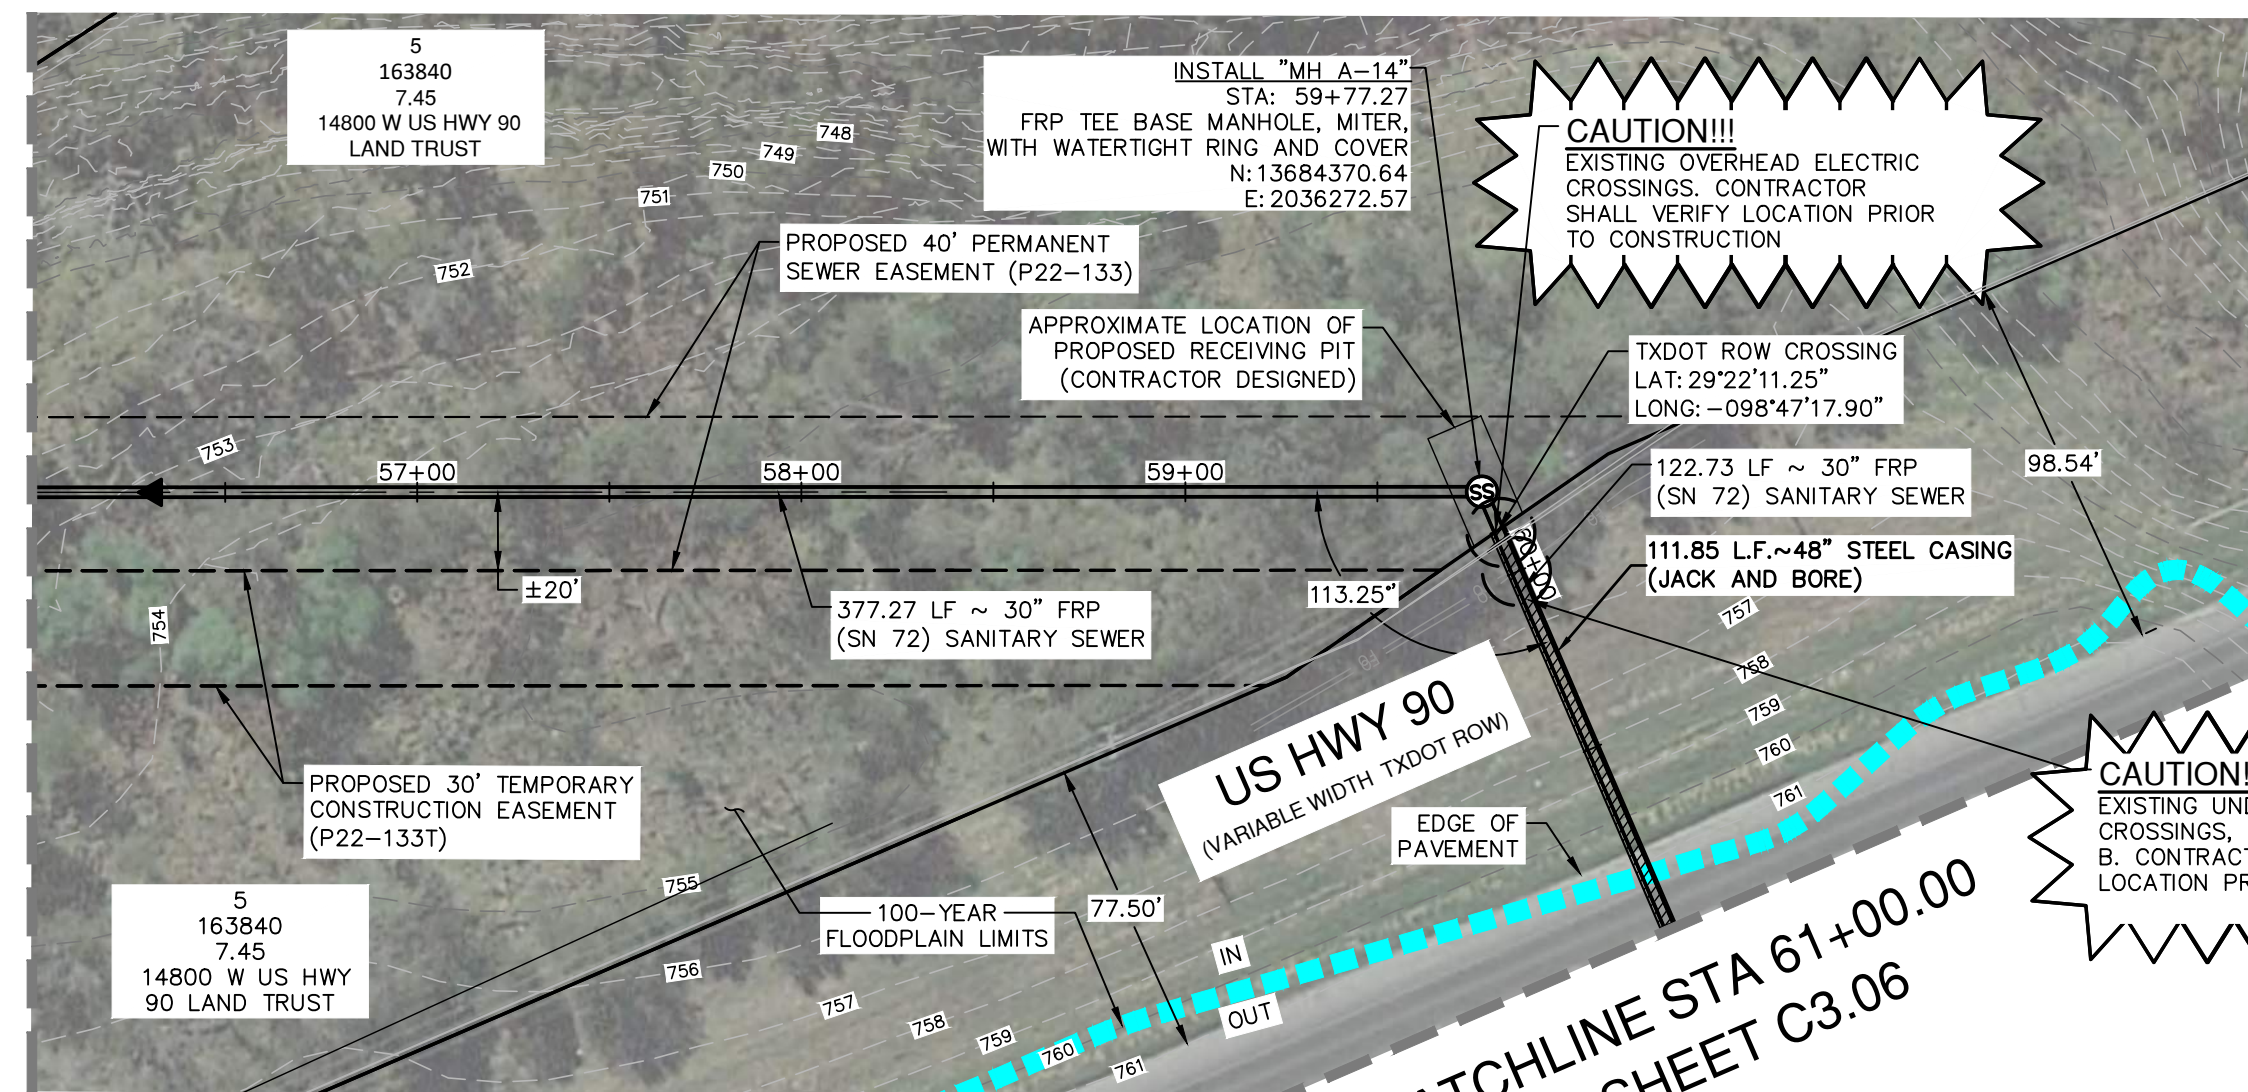 5
163840
7.45
14800 W US HWY 90
LAND TRUST
INSTALL "MH A-14"
STA: 59+77.27
FRP TEE BASE MANHOLE, MITER,
WITH WATERTIGHT RING AND COVER
N:13684370.64
E:2036272.57
CAUTION!!!
EXISTING OVERHEAD ELECTRIC
CROSSINGS. CONTRACTOR
SHALL VERIFY LOCATION PRIOR
TO CONSTRUCTION
748
749
750
751
752
753
754
PROPOSED 40' PERMANENT
SEWER EASEMENT (P22-133)
APPROXIMATE LOCATION OF
PROPOSED RECEIVING PIT
(CONTRACTOR DESIGNED)
TXDOT ROW CROSSING
LAT: 29°22'11.25"
LONG: -098°47'17.90"
98.54'
57+00
58+00
59+00
SS
60+00
122.73 LF ~ 30" FRP
(SN 72) SANITARY SEWER
111.85 L.F.~48" STEEL CASING
(JACK AND BORE)
±20'
377.27 LF ~ 30" FRP
(SN 72) SANITARY SEWER
113.25°'
757
758
759
760
761
US HWY 90
(VARIABLE WIDTH TXDOT ROW)
PROPOSED 30' TEMPORARY
CONSTRUCTION EASEMENT
(P22-133T)
EDGE OF
PAVEMENT
CAUTION!
EXISTING UN
CROSSINGS,
B. CONTRACT
LOCATION PR
5
163840
7.45
14800 W US HWY
90 LAND TRUST
755
756
757
758
759
760
761
100-YEAR
FLOODPLAIN LIMITS
77.50'
IN
OUT
TCHLINE STA 61+00.00
SHEET C3.06